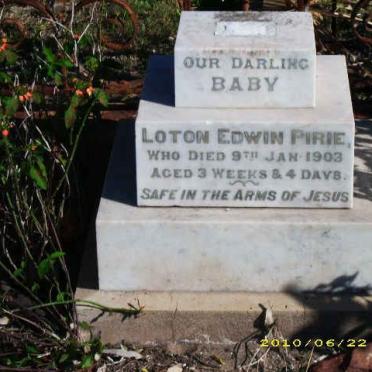 OUR DARLING
BABY
LOTON EDWIN PIRIE,
WHO DIED 9TH JAN 1903
AGED 3 WEEKS & 4 DAYS.
SAFE IN THE ARMS OF JESUS
2010/06/22